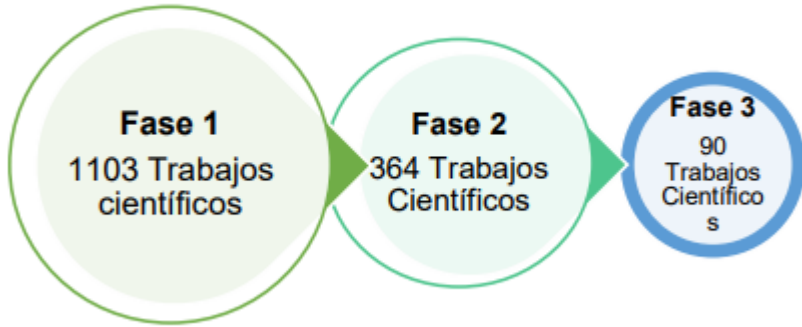 Fase 1
1103 Trabajos
científicos
Fase 2
364 Trabajos
Científicos
Fase 3
90
Trabajos
Científico
s